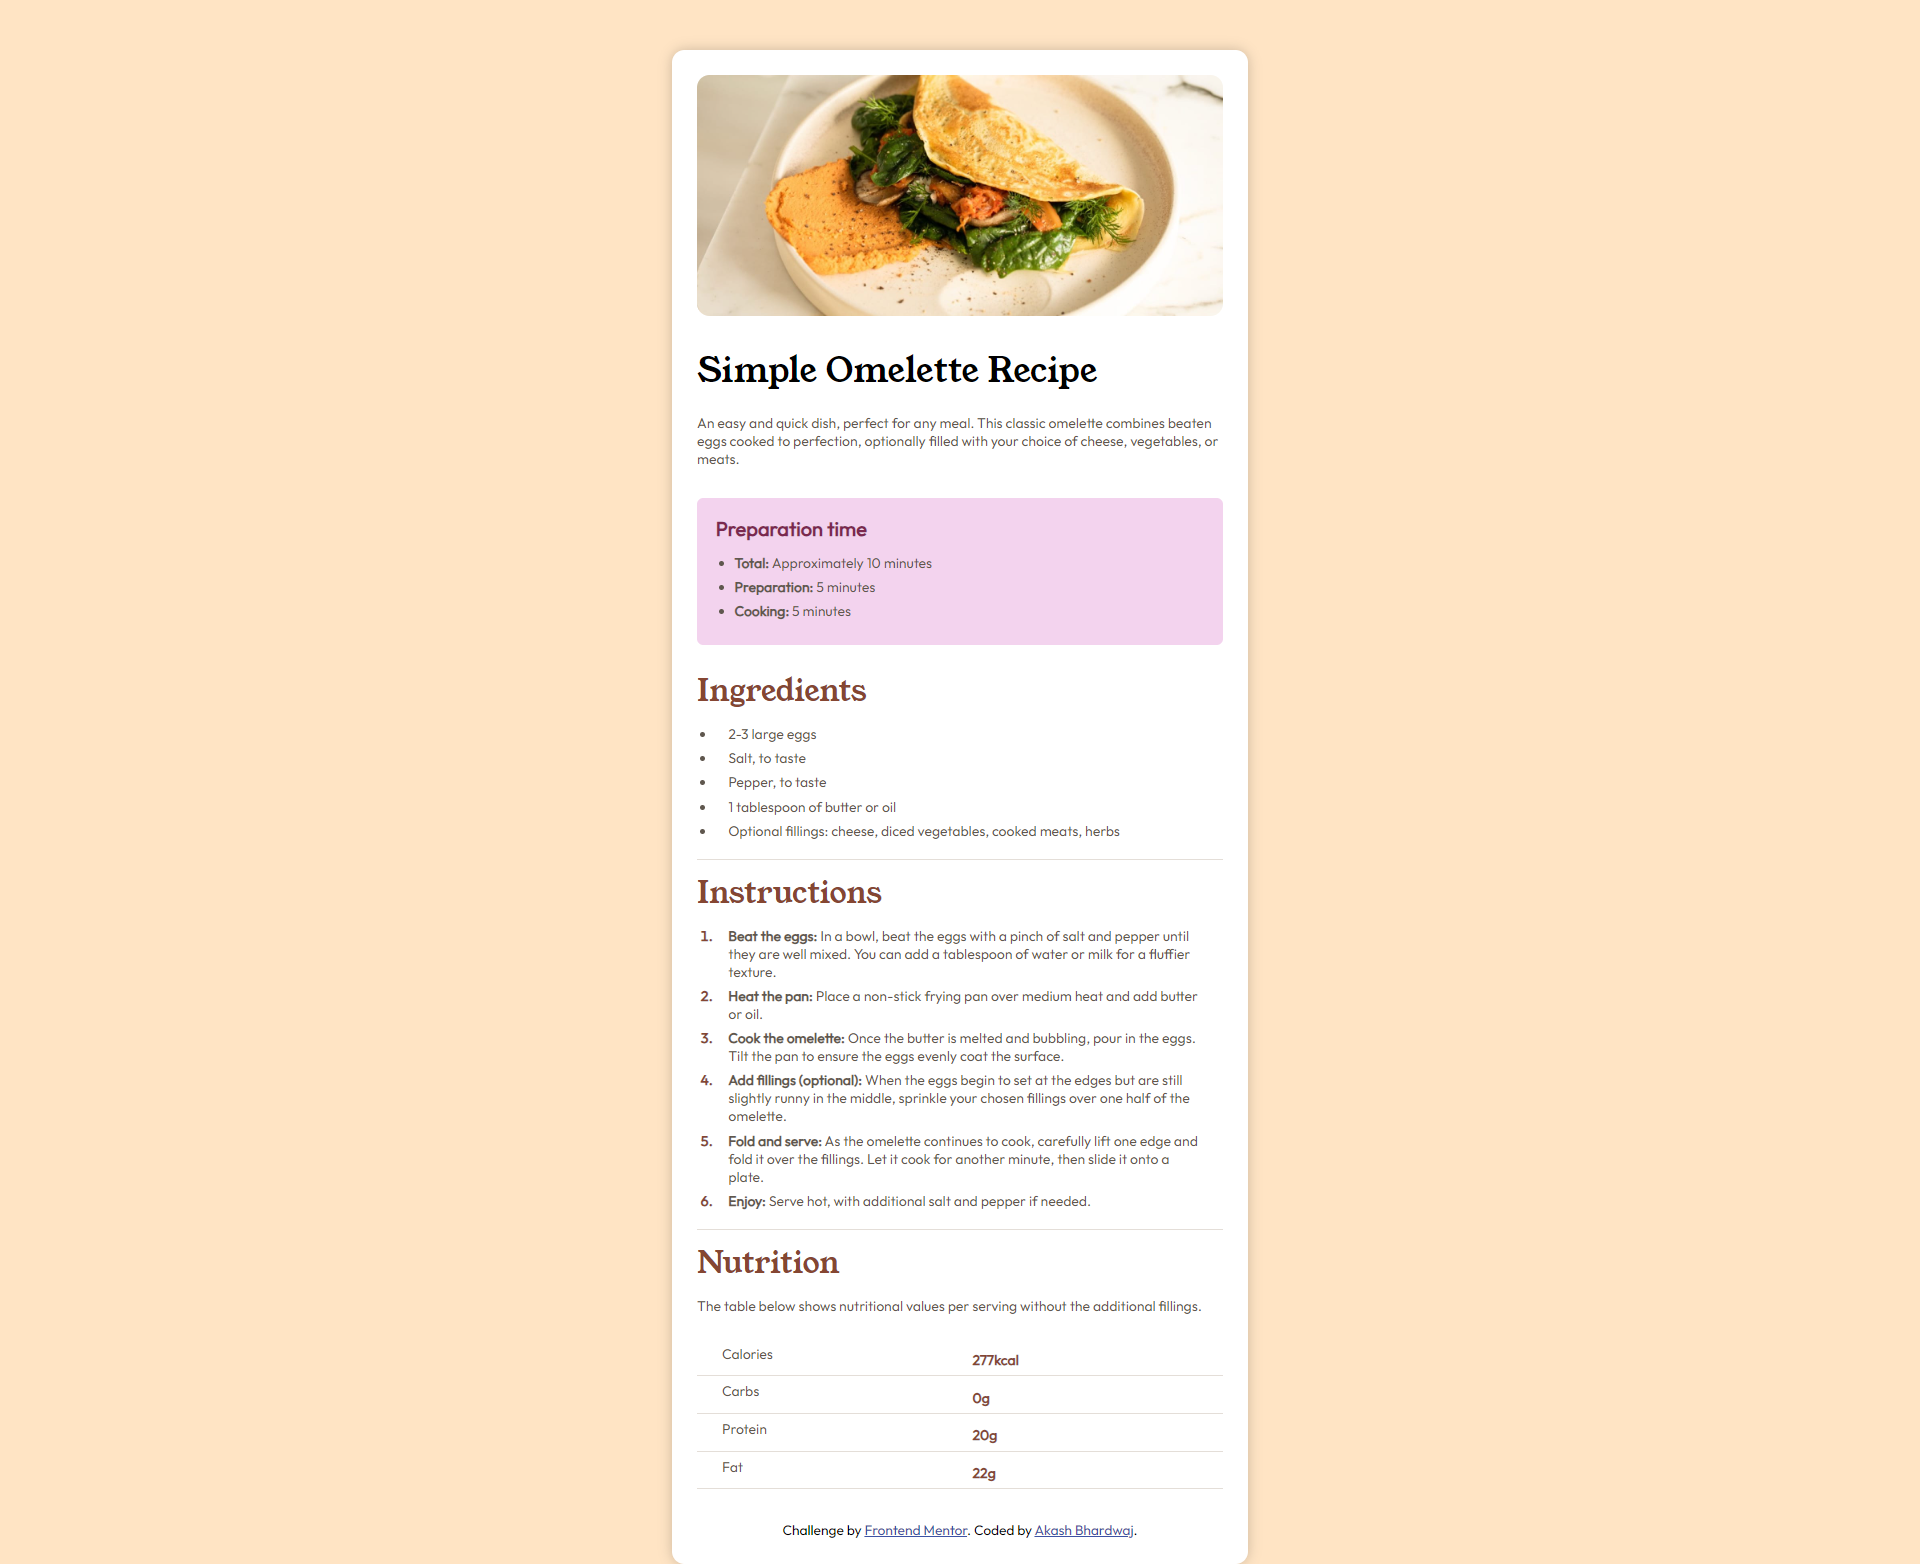 Simple Omelette Recipe
An easy and quick dish, perfect for any meal. This classic omelette combines beaten
eggs cooked to perfection, optionally filled with your choice of cheese, vegetables, or
meats.
Preparation time
• Total: Approximately 10 minutes
• Preparation: 5 minutes
• Cooking: 5 minutes
Ingredients
• 2-3 large eggs
• Salt, to taste
• Pepper, to taste
• 1 tablespoon of butter or oil
• Optional fillings: cheese, diced vegetables, cooked meats, herbs
Instructions
1. Beat the eggs: In a bowl, beat the eggs with a pinch of salt and pepper until
they are well mixed. You can add a tablespoon of water or milk for a fluffier
texture.
2. Heat the pan: Place a non-stick frying pan over medium heat and add butter
or oil.
3. Cook the omelette: Once the butter is melted and bubbling, pour in the eggs.
Tilt the pan to ensure the eggs evenly coat the surface.
4. Add fillings (optional): When the eggs begin to set at the edges but are still
slightly runny in the middle, sprinkle your chosen fillings over one half of the
omelette.
5. Fold and serve: As the omelette continues to cook, carefully lift one edge and
fold it over the fillings. Let it cook for another minute, then slide it onto a
plate.
6. Enjoy: Serve hot, with additional salt and pepper if needed.
Nutrition
The table below shows nutritional values per serving without the additional fillings.
Calories 277kcal
Carbs 0g
Protein 20g
Fat 22g
Challenge by Frontend Mentor. Coded by Akash Bhardwaj.